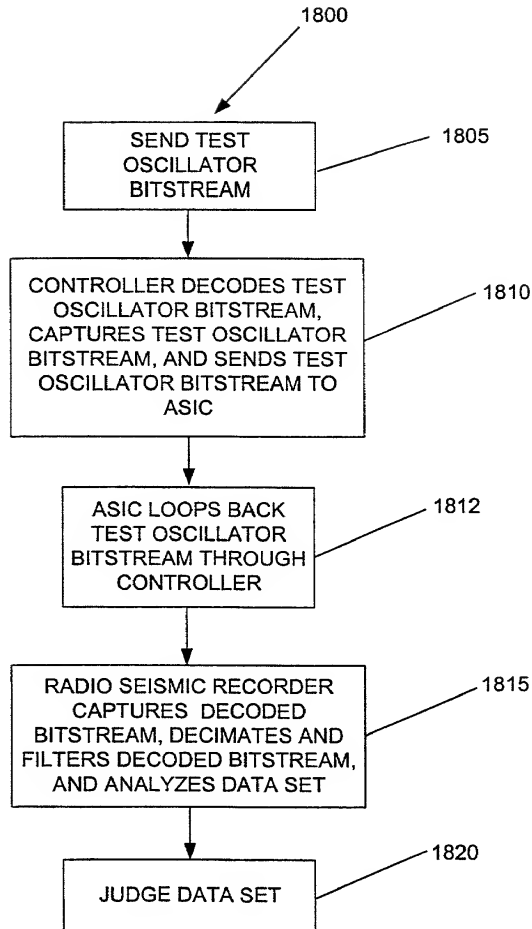 1800
SEND TEST
OSCILLATOR
BITSTREAM
1805
CONTROLLER DECODES TEST
OSCILLATOR BITSTREAM,
CAPTURES TEST OSCILLATOR
BITSTREAM, AND SENDS TEST
OSCILLATOR BITSTREAM TO
ASIC
1810
ASIC LOOPS BACK
TEST OSCILLATOR
BITSTREAM THROUGH
CONTROLLER
1812
RADIO SEISMIC RECORDER
CAPTURES DECODED
BITSTREAM, DECIMATES AND
FILTERS DECODED BITSTREAM,
AND ANALYZES DATA SET
1815
JUDGE DATA SET
1820